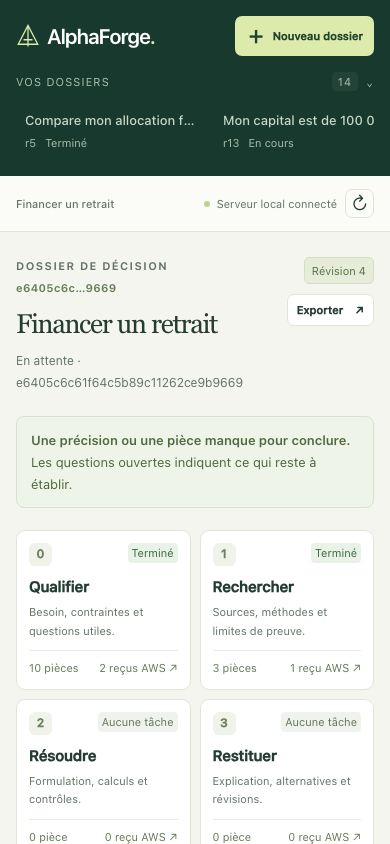 AlphaForge.
Nouveau dossier
VOS DOSSIERS
14
Compare mon allocation f...
Mon capital est de 100 0
r5 Terminé
r13 En cours
Financer un retrait
Serveur local connecté
DOSSIER DE DÉCISION
Révision 4
e6405c6c...9669
Exporter ↗
Financer un retrait
En attente ·
e6405c6c61f64c5b89c11262ce9b9669
Une précision ou une pièce manque pour conclure.
Les questions ouvertes indiquent ce qui reste à
établir.
0
Terminé
Qualifier
Besoin, contraintes et
questions utiles.
10 pièces
2 reçus AWS ↗
1
Terminé
Rechercher
Sources, méthodes et
limites de preuve.
3 pièces
1 reçu AWS ↗
2
Aucune tâche
Résoudre
Formulation, calculs et
contrôles.
0 pièce
0 reçu AWS ↗
3
Aucune tâche
Restituer
Explication, alternatives et
révisions.
0 pièce
0 reçu AWS ↗